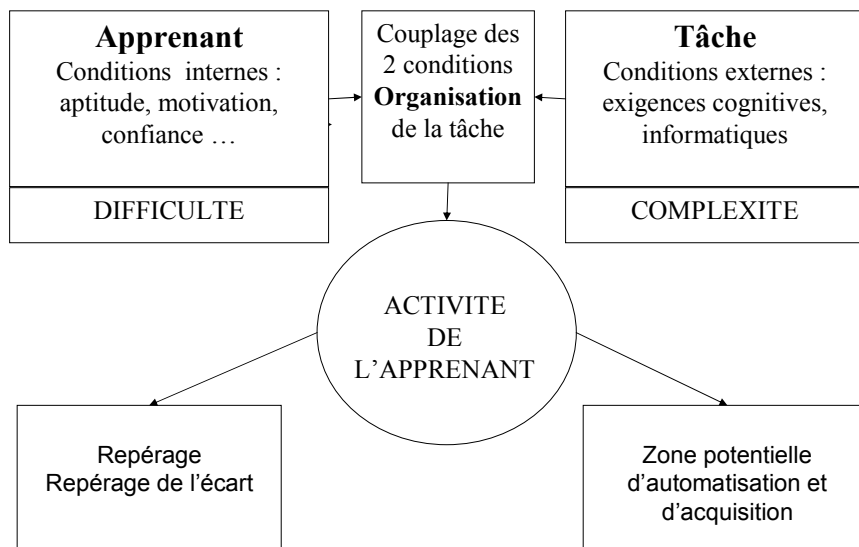 Apprenant
Conditions internes :
aptitude, motivation,
confiance …
DIFFICULTE
Couplage des
2 conditions
Organisation
de la tâche
Tâche
Conditions externes :
exigences cognitives,
informatiques
COMPLEXITE
ACTIVITE
DE
L’APPRENANT
Repérage
Repérage de l’écart
Zone potentielle
d’automatisation et
d’acquisition